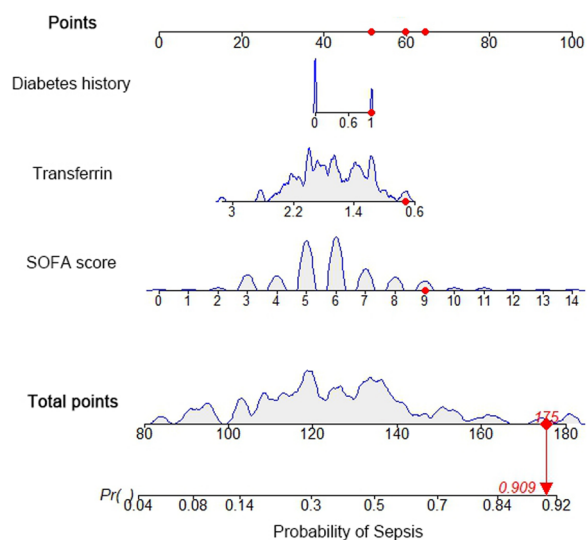 Points
0 20 40 60 80 100
Diabetes history
0 0.6 1
Transferrin
3 2.2 1.4 0.6
SOFA score
0 1 2 3 4 5 6 7 8 9 10 11 12 13 14
Total points
175
80 100 120 140 160 180
0.909
Pr( )
0.04 0.08 0.14 0.3 0.5 0.7 0.84 0.92
Probability of Sepsis